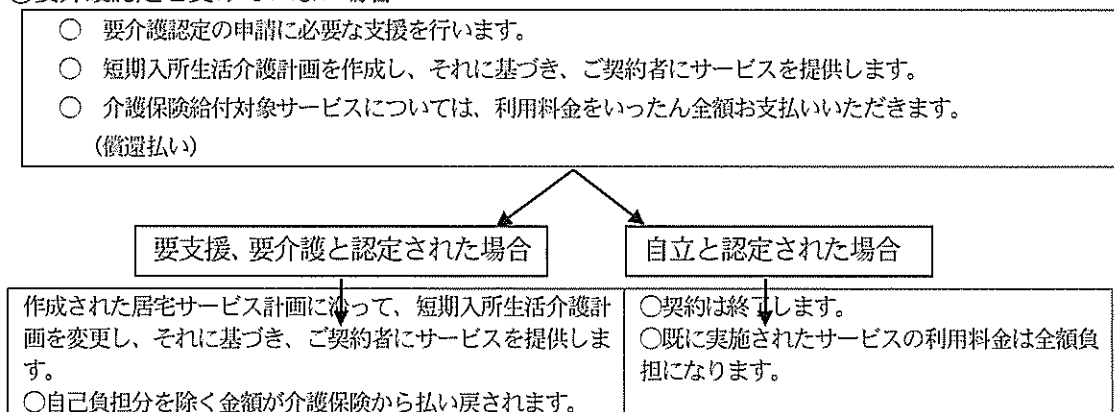 ○ 要介護認定の申請に必要な支援を行います。
○ 短期入所生活介護計画を作成し、それに基づき、ご契約者にサービスを提供します。
○ 介護保険給付対象サービスについては、利用料金をいったん全額お支払いいただきます。
(償還払い)
要支援、要介護と認定された場合
自立と認定された場合
作成された居宅サービス計画に沿って、短期入所生活介護計
画を変更し、それに基づき、ご契約者にサービスを提供しま
す。
○自己負担分を除く金額が介護保険から払い戻されます。
○契約は終了します。
○既に実施されたサービスの利用料金は全額負
担になります。